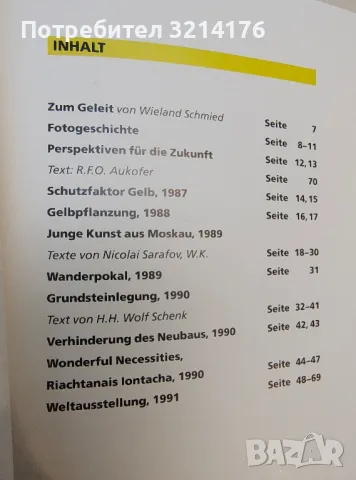 Потребител 3214176
INHALT
Zum Geleit von Wieland Schmied Seite 7
Fotogeschichte Seite 8–11
Perspektiven für die Zukunft Seite 12,13
Text: R.F.O. Aukofer Seite 70
Schutzfaktor Gelb, 1987 Seite 14,15
Gelbpflanzung, 1988 Seite 16,17
Junge Kunst aus Moskau, 1989
Texte von Nicolai Sarafov, W.K. Seite 18–30
Wanderpokal, 1989 Seite 31
Grundsteinlegung, 1990
Text von H.H. Wolf Schenk Seite 32–41
Verhinderung des Neubaus, 1990 Seite 42, 43
Wonderful Necessities,
Riachtanais Iontacha, 1990 Seite 44–47
Weltausstellung, 1991 Seite 48–69
BAZAR